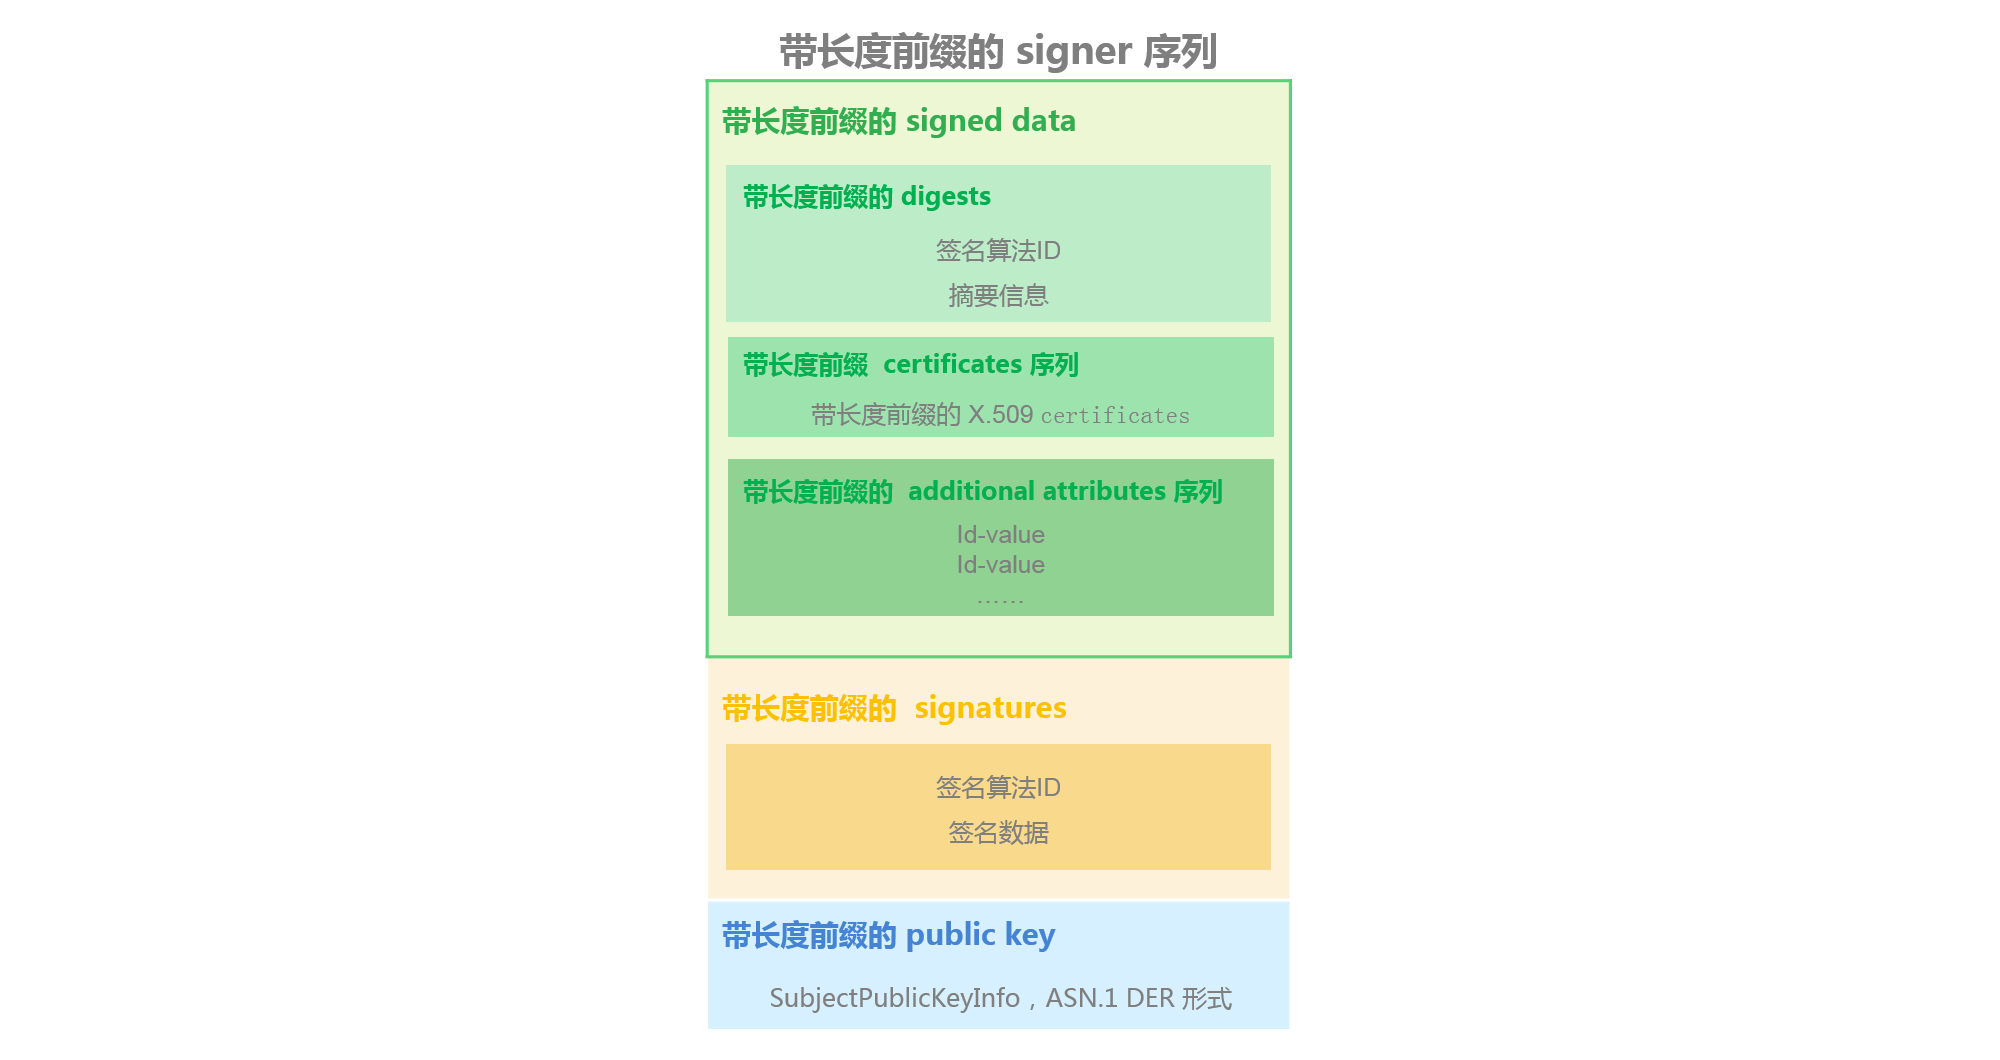 带长度前缀的 signer 序列
带长度前缀的 signed data
带长度前缀的 digests
签名算法ID
摘要信息
带长度前缀 certificates 序列
带长度前缀的 X.509 certificates
带长度前缀的 additional attributes 序列
Id-value
Id-value
……
带长度前缀的 signatures
签名算法ID
签名数据
带长度前缀的 public key
SubjectPublicKeyInfo，ASN.1 DER 形式